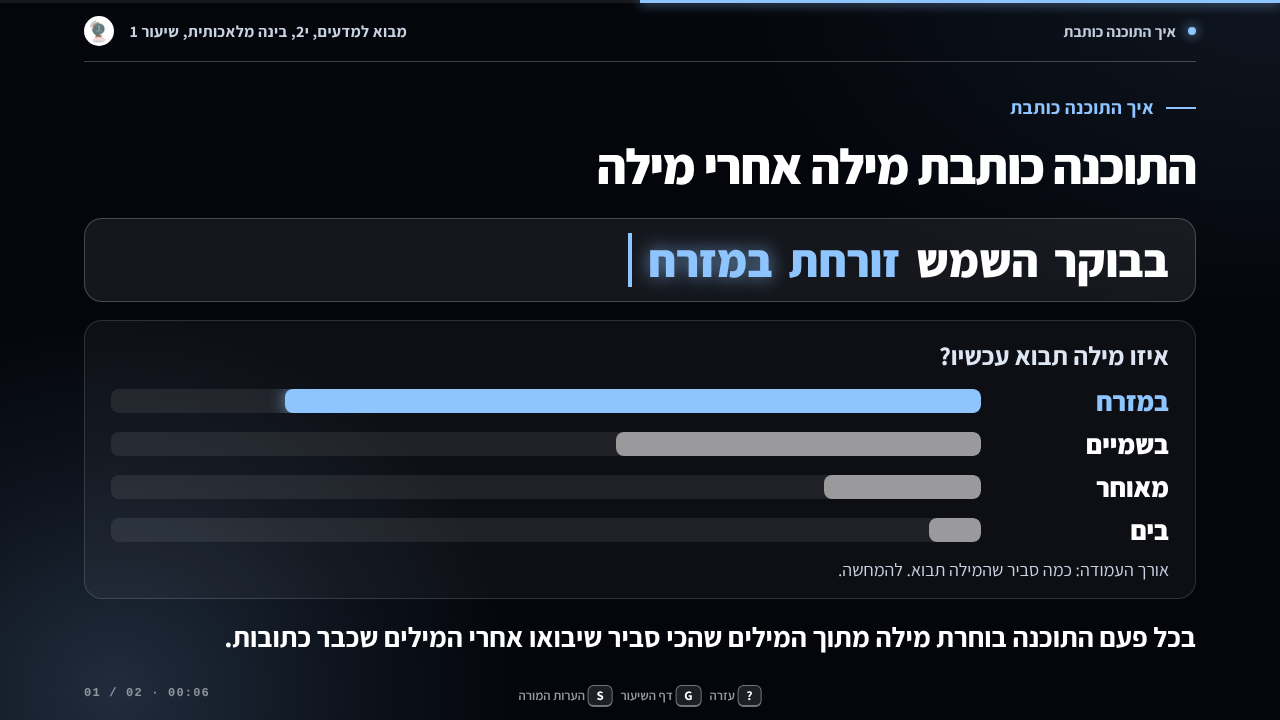 איך התוכנה כותבת
מבוא למדעים, י2, בינה מלאכותית, שיעור 1
איך התוכנה כותבת
התוכנה כותבת מילה אחרי מילה
בבוקר השמש זורחת במזרח
איזו מילה תבוא עכשיו?
במזרח
בשמיים
מאוחר
בים
אורך העמודה: כמה סביר שהמילה תבוא. להמחשה.
בכל פעם התוכנה בוחרת מילה מתוך המילים שהכי סביר שיבואו אחרי המילים שכבר כתובות.
? עזרה G דף השיעור S הערות המורה
01 / 02 · 00:06